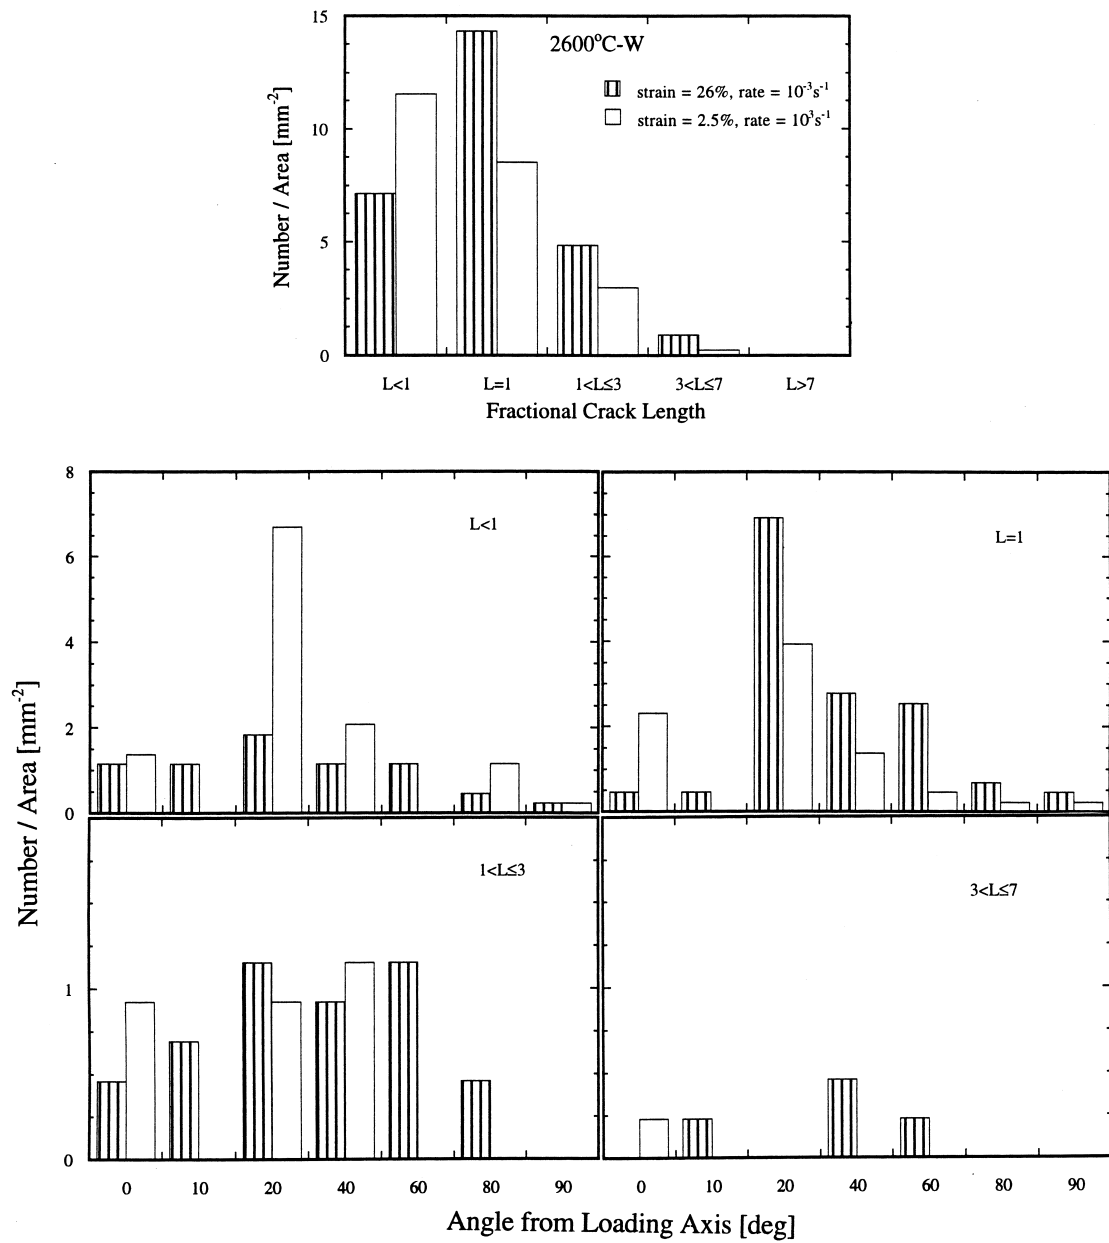 15
2600°C-W
strain = 26%, rate = 10⁻³s⁻¹
strain = 2.5%, rate = 10³s⁻¹
10
5
0
Number / Area [mm⁻²]
L<1 L=1 1<L≤3 3<L≤7 L>7
Fractional Crack Length
8
L<1
L=1
6
4
2
0
Number / Area [mm⁻²]
1<L≤3
3<L≤7
1
0
0 10 20 40 60 80 90 0 10 20 40 60 80 90
Angle from Loading Axis [deg]